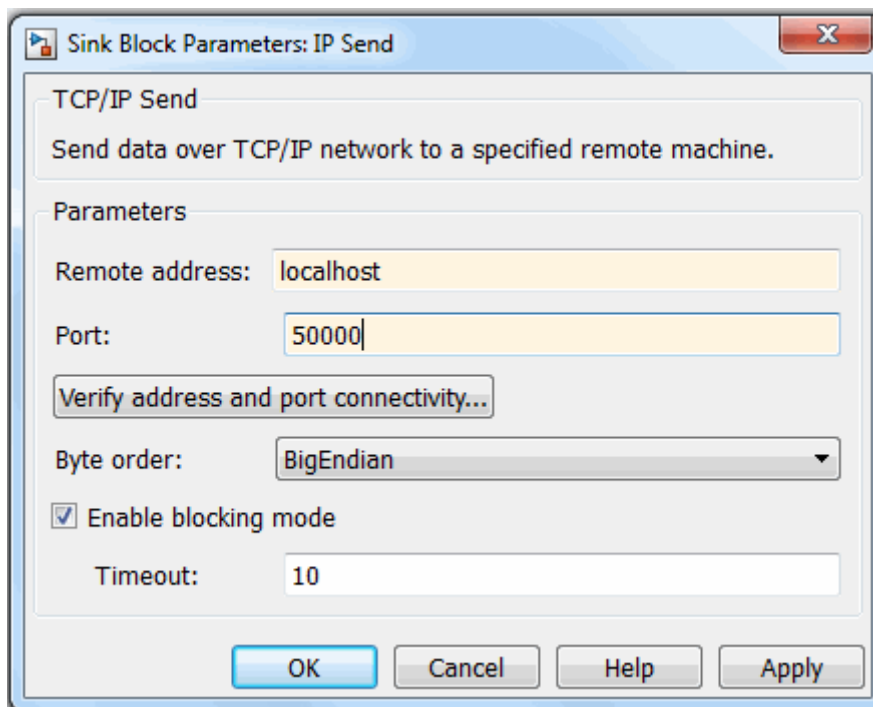 Sink Block Parameters: IP Send
TCP/IP Send
Send data over TCP/IP network to a specified remote machine.
Parameters
Remote address: localhost
Port: 50000
Verify address and port connectivity...
Byte order: BigEndian
Enable blocking mode
Timeout: 10
OK Cancel Help Apply